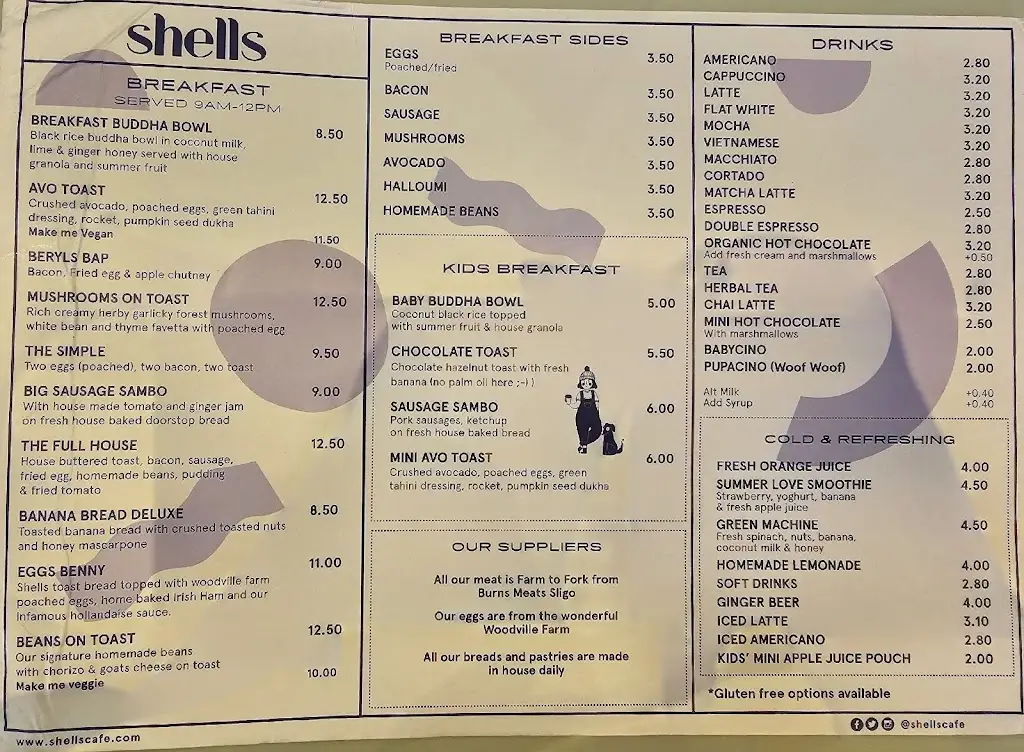 shells
BREAKFAST
SERVED 9AM-12PM
BREAKFAST BUDDHA BOWL 8.50
Black rice buddha bowl in coconut milk,
lime & ginger honey served with house
granola and summer fruit
AVO TOAST 12.50
Crushed avocado, poached eggs, green tahini
dressing, rocket, pumpkin seed dukha
Make me Vegan 11.50
BERYLS BAP 9.00
Bacon, Fried egg & apple chutney
MUSHROOMS ON TOAST 12.50
Rich creamy herby garlicky forest mushrooms,
white bean and thyme favetta with poached egg
THE SIMPLE 9.50
Two eggs (poached), two bacon, two toast
BIG SAUSAGE SAMBO 9.00
With house made tomato and ginger jam
on fresh house baked doorstop bread
THE FULL HOUSE 12.50
House buttered toast, bacon, sausage,
fried egg, homemade beans, pudding
& fried tomato
BANANA BREAD DELUXE 8.50
Toasted banana bread with crushed toasted nuts
and honey mascarpone
EGGS BENNY 11.00
Shells toast bread topped with woodville farm
poached eggs, home baked Irish Ham and our
infamous hollandaise sauce.
BEANS ON TOAST 12.50
Our signature homemade beans
with chorizo & goats cheese on toast
Make me veggie 10.00
www.shellscafe.com
BREAKFAST SIDES
EGGS 3.50
Poached/fried
BACON 3.50
SAUSAGE 3.50
MUSHROOMS 3.50
AVOCADO 3.50
HALLOUMI 3.50
HOMEMADE BEANS 3.50
KIDS BREAKFAST
BABY BUDDHA BOWL 5.00
Coconut black rice topped
with summer fruit & house granola
CHOCOLATE TOAST 5.50
Chocolate hazelnut toast with fresh
banana (no palm oil here ;-) )
SAUSAGE SAMBO 6.00
Pork sausages, ketchup
on fresh house baked bread
MINI AVO TOAST 6.00
Crushed avocado, poached eggs, green
tahini dressing, rocket, pumpkin seed dukha
OUR SUPPLIERS
All our meat is Farm to Fork from
Burns Meats Sligo
Our eggs are from the wonderful
Woodville Farm
All our breads and pastries are made
in house daily
DRINKS
AMERICANO 2.80
CAPPUCCINO 3.20
LATTE 3.20
FLAT WHITE 3.20
MOCHA 3.20
VIETNAMESE 3.20
MACCHIATO 2.80
CORTADO 2.80
MATCHA LATTE 3.20
ESPRESSO 2.50
DOUBLE ESPRESSO 2.80
ORGANIC HOT CHOCOLATE 3.20
Add fresh cream and marshmallows +0.50
TEA 2.80
HERBAL TEA 2.80
CHAI LATTE 3.20
MINI HOT CHOCOLATE 2.50
With marshmallows
BABYCINO 2.00
PUPACINO (Woof Woof) 2.00
Alt Milk +0.40
Add Syrup +0.40
COLD & REFRESHING
FRESH ORANGE JUICE 4.00
SUMMER LOVE SMOOTHIE 4.50
Strawberry, yoghurt, banana
& fresh apple juice
GREEN MACHINE 4.50
Fresh spinach, nuts, banana,
coconut milk & honey
HOMEMADE LEMONADE 4.00
SOFT DRINKS 2.80
GINGER BEER 4.00
ICED LATTE 3.10
ICED AMERICANO 2.80
KIDS' MINI APPLE JUICE POUCH 2.00
*Gluten free options available
@shellscafe